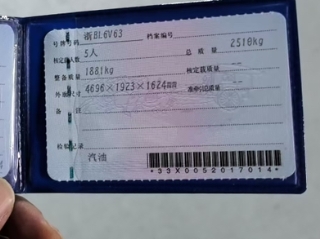 号牌号码 浙BL6V63 档案编号
核定载人数 5人 总质量 2510kg
整备质量 1881kg 核定载质量 --
外廓尺寸 4696×1923×1624mm 准牵引总质量 --
备注
检验记录
汽油
*33X0052017014*